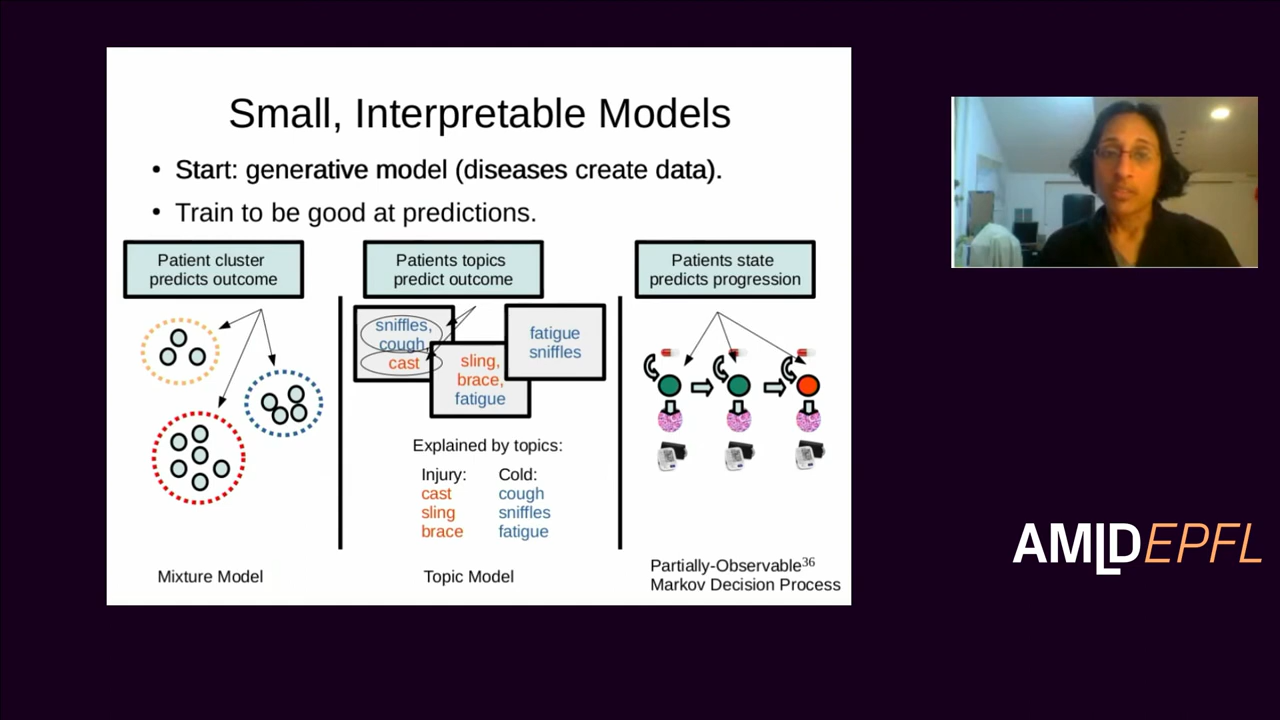 Small, Interpretable Models
• Start: generative model (diseases create data).
• Train to be good at predictions.
Patient cluster
predicts outcome
Patients topics
predict outcome
Patients state
predicts progression
sniffles,
cough,
cast
sling,
brace,
fatigue
fatigue
sniffles
Explained by topics:
Injury: Cold:
cast cough
sling sniffles
brace fatigue
Mixture Model
Topic Model
Partially-Observable36
Markov Decision Process
AMLD EPFL